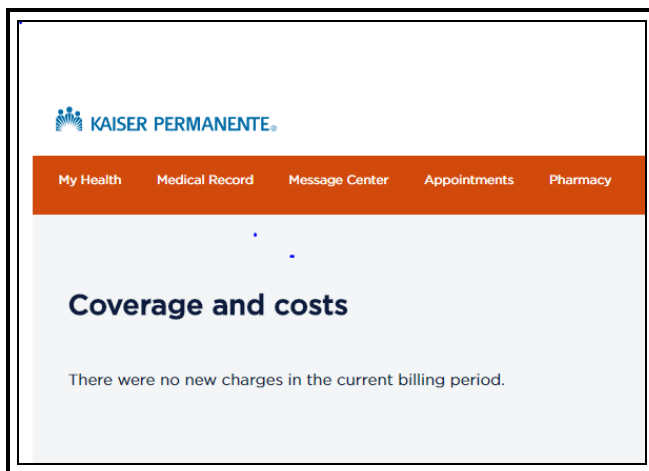 KAISER PERMANENTE®
My Health Medical Record Message Center Appointments Pharmacy
Coverage and costs
There were no new charges in the current billing period.